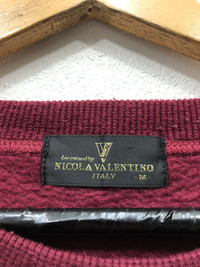 Licensed by
NICOLA VALENTINO
ITALY
-M-